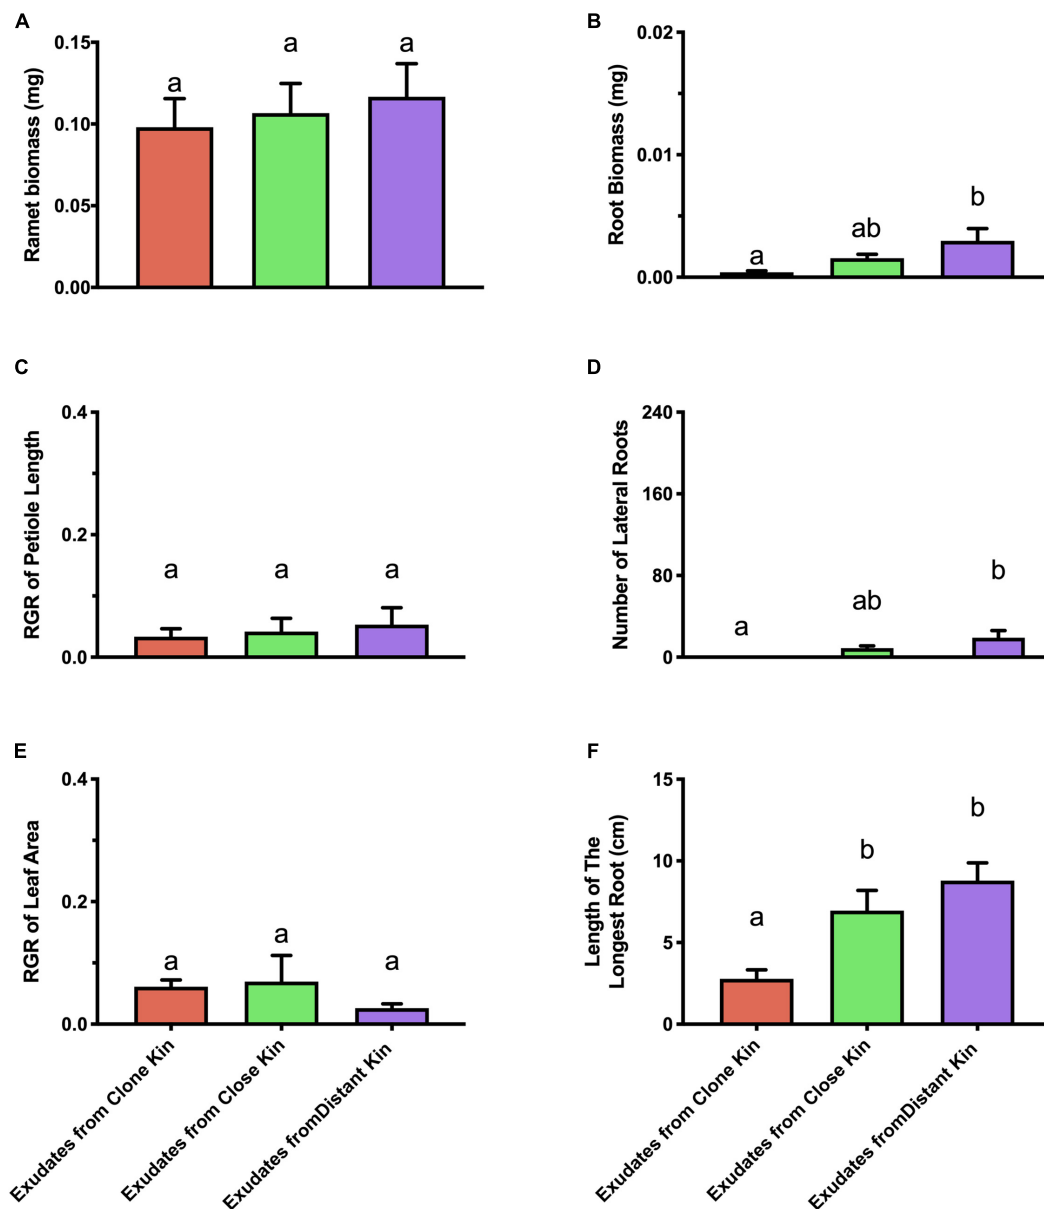 A
Ramet biomass (mg)
0.15
0.10
0.05
0.00
a
a
a
B
Root Biomass (mg)
0.02
0.01
0.00
a
ab
b
C
RGR of Petiole Length
0.4
0.2
0.0
a
a
a
D
Number of Lateral Roots
240
160
80
0
a
ab
b
E
RGR of Leaf Area
0.4
0.2
0.0
a
a
a
Exudates from Clone Kin
Exudates from Close Kin
Exudates fromDistant Kin
F
Length of The
Longest Root (cm)
15
10
5
0
a
b
b
Exudates from Clone Kin
Exudates from Close Kin
Exudates fromDistant Kin